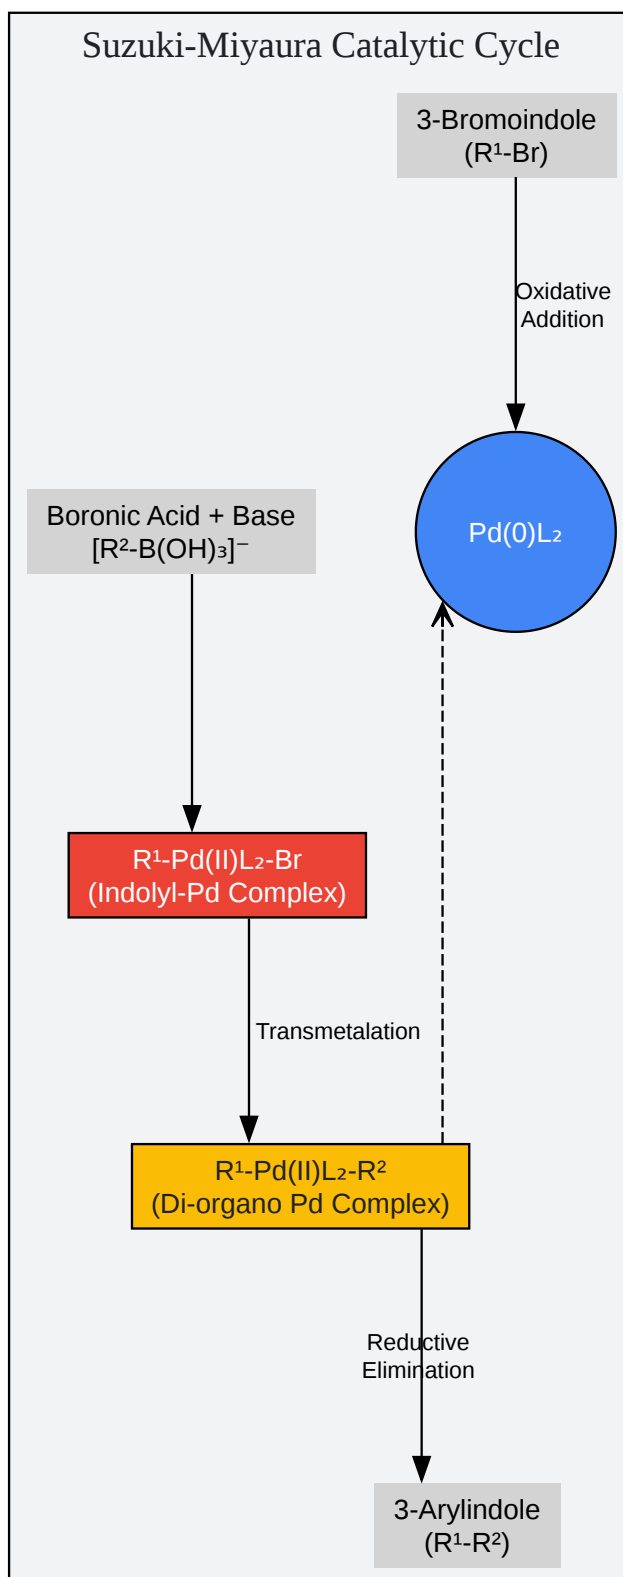 Suzuki-Miyaura Catalytic Cycle
3-Bromoindole
(R¹-Br)
Oxidative
Addition
Pd(0)L₂
Boronic Acid + Base
[R²-B(OH)₃]⁻
R¹-Pd(II)L₂-Br
(Indolyl-Pd Complex)
Transmetalation
R¹-Pd(II)L₂-R²
(Di-organo Pd Complex)
Reductive
Elimination
3-Arylindole
(R¹-R²)